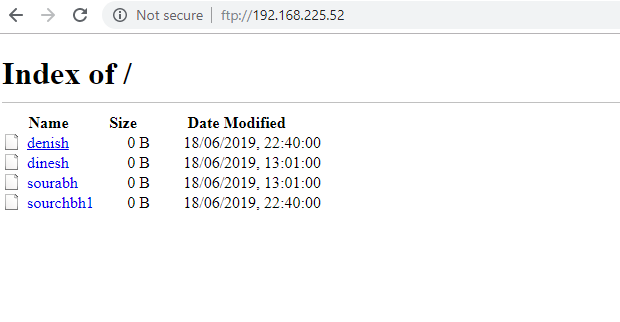 Not secure | ftp://192.168.225.52
Index of /
Name Size Date Modified
denish 0 B 18/06/2019, 22:40:00
dinesh 0 B 18/06/2019, 13:01:00
sourabh 0 B 18/06/2019, 13:01:00
sourchbh1 0 B 18/06/2019, 22:40:00